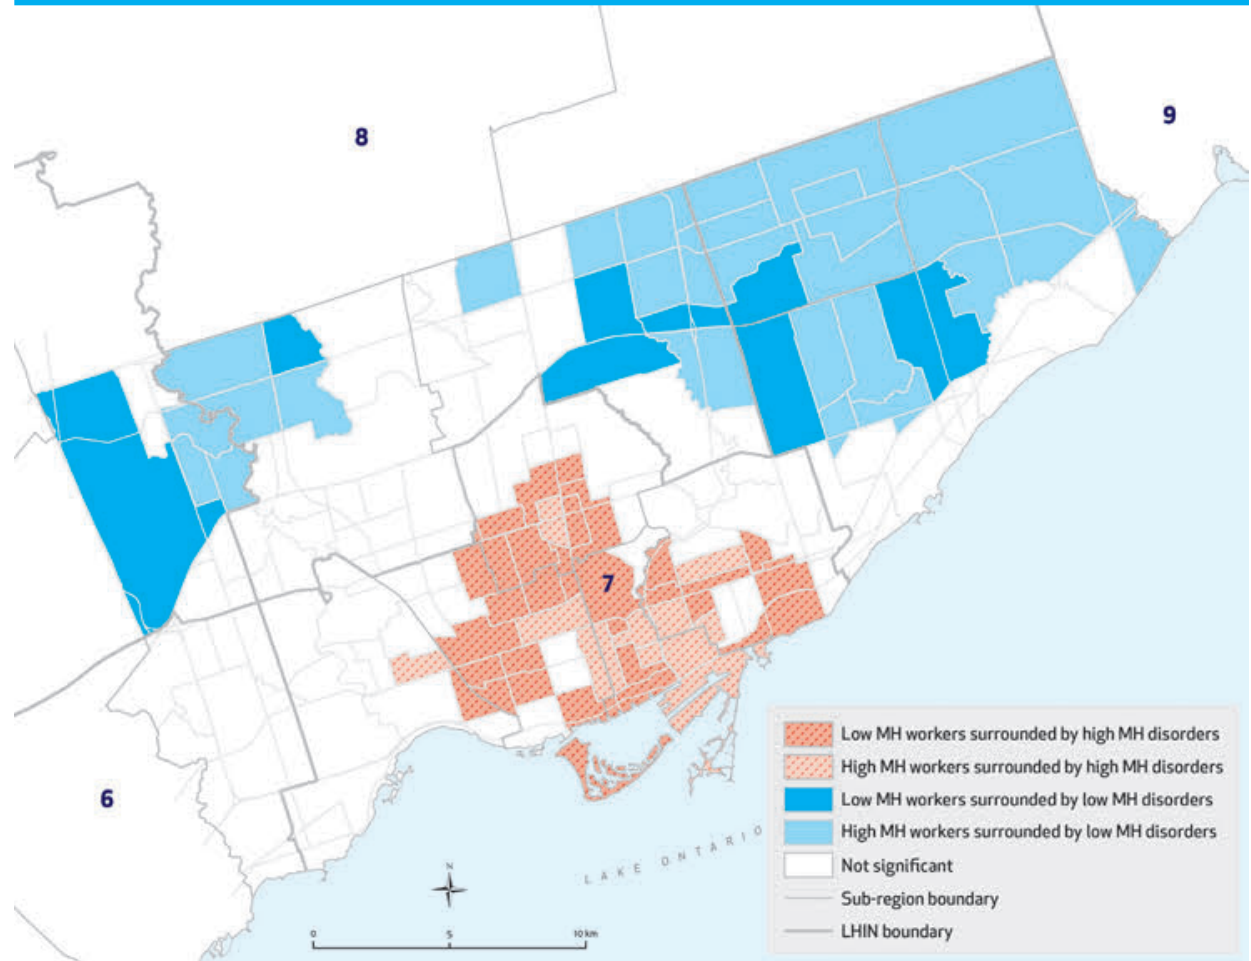 8
9
7
6
Low MH workers surrounded by high MH disorders
High MH workers surrounded by high MH disorders
Low MH workers surrounded by low MH disorders
High MH workers surrounded by low MH disorders
Not significant
Sub-region boundary
LHIN boundary
LAKE ONTARIO
N
0 5 10 km